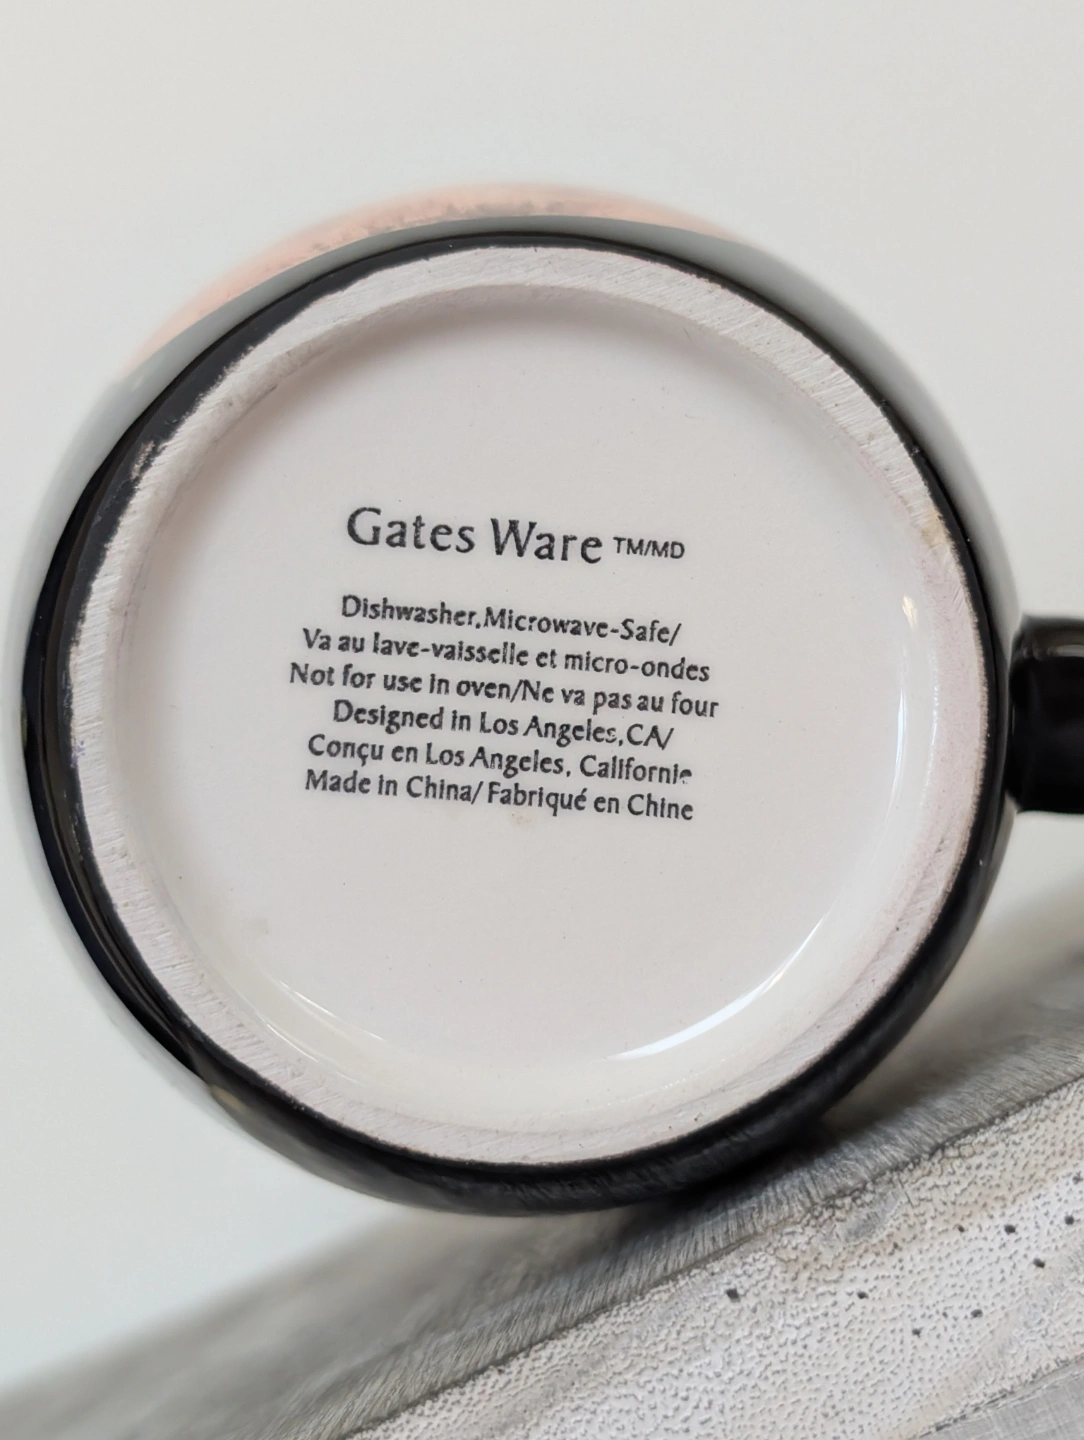 Gates Ware TM/MD
Dishwasher,Microwave-Safe/
Va au lave-vaisselle et micro-ondes
Not for use in oven/Ne va pas au four
Designed in Los Angeles,CA/
Conçu en Los Angeles, Californie
Made in China/ Fabriqué en Chine